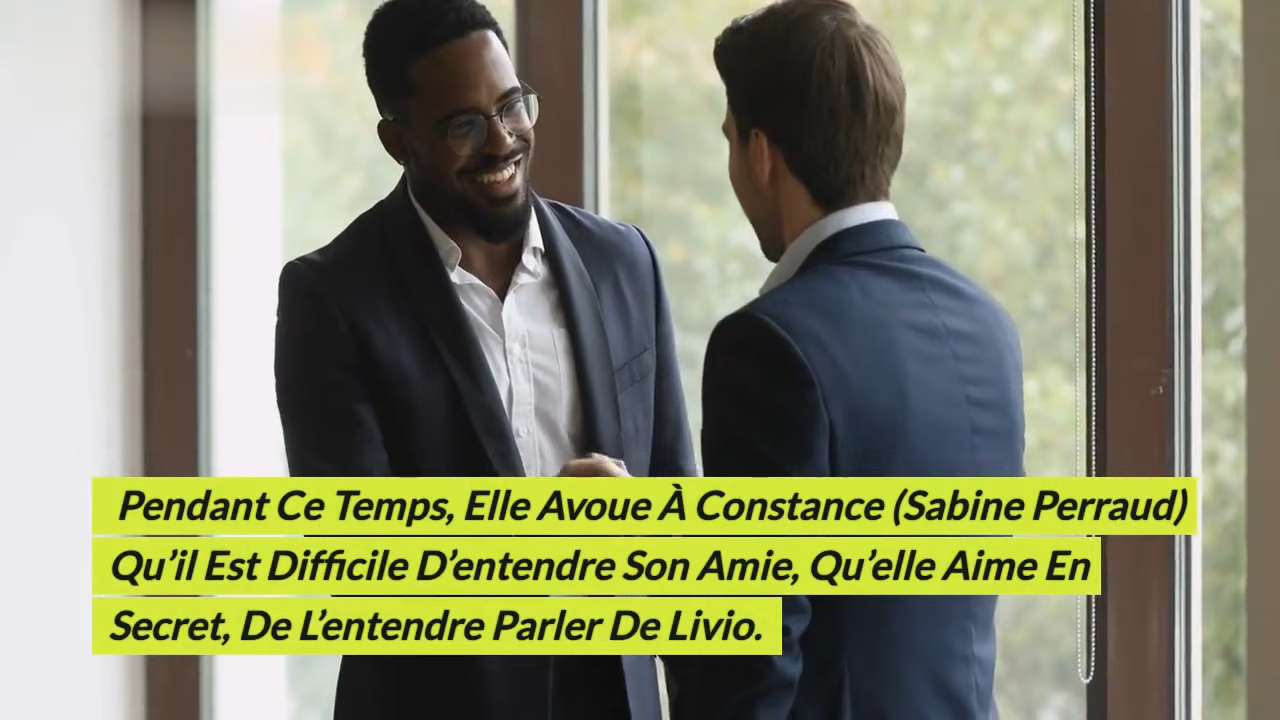 Pendant Ce Temps, Elle Avoue À Constance (Sabine Perraud)
Qu’il Est Difficile D’entendre Son Amie, Qu’elle Aime En
Secret, De L’entendre Parler De Livio.